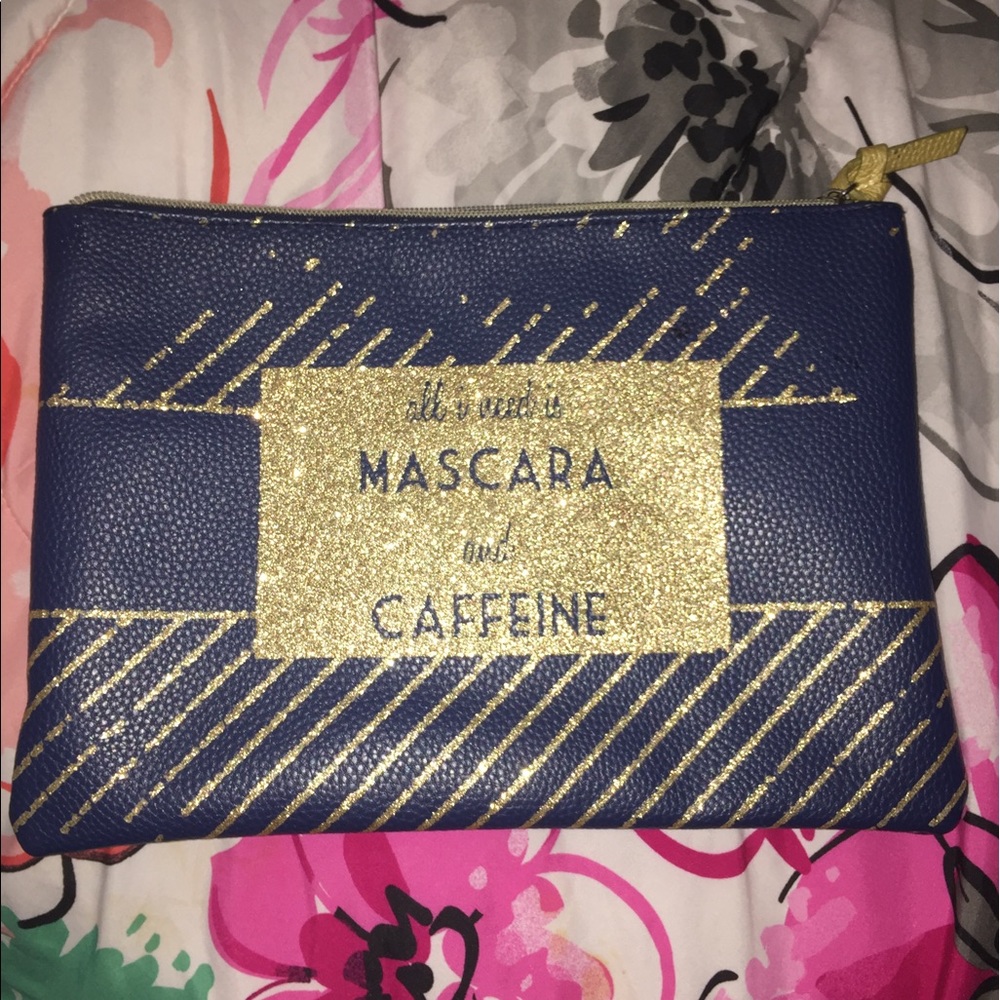 all i need is
MASCARA
and
CAFFEINE